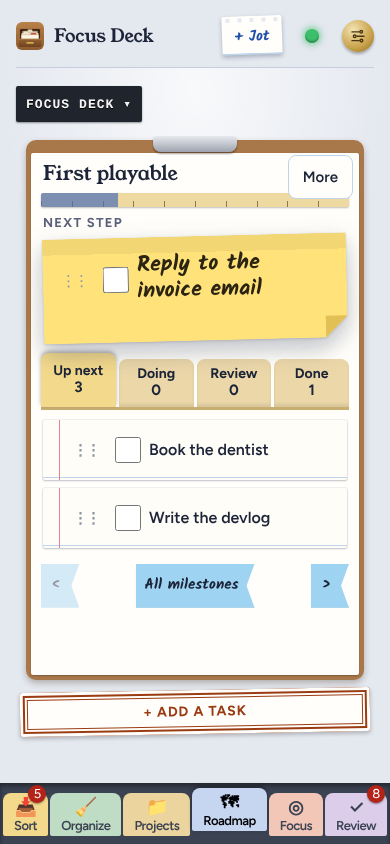 Focus Deck
+ Jot
FOCUS DECK ▾
First playable
More
NEXT STEP
Reply to the
invoice email
Up next
3
Doing
0
Review
0
Done
1
Book the dentist
Write the devlog
<
All milestones
>
+ ADD A TASK
5
Sort
Organize
Projects
Roadmap
Focus
8
Review